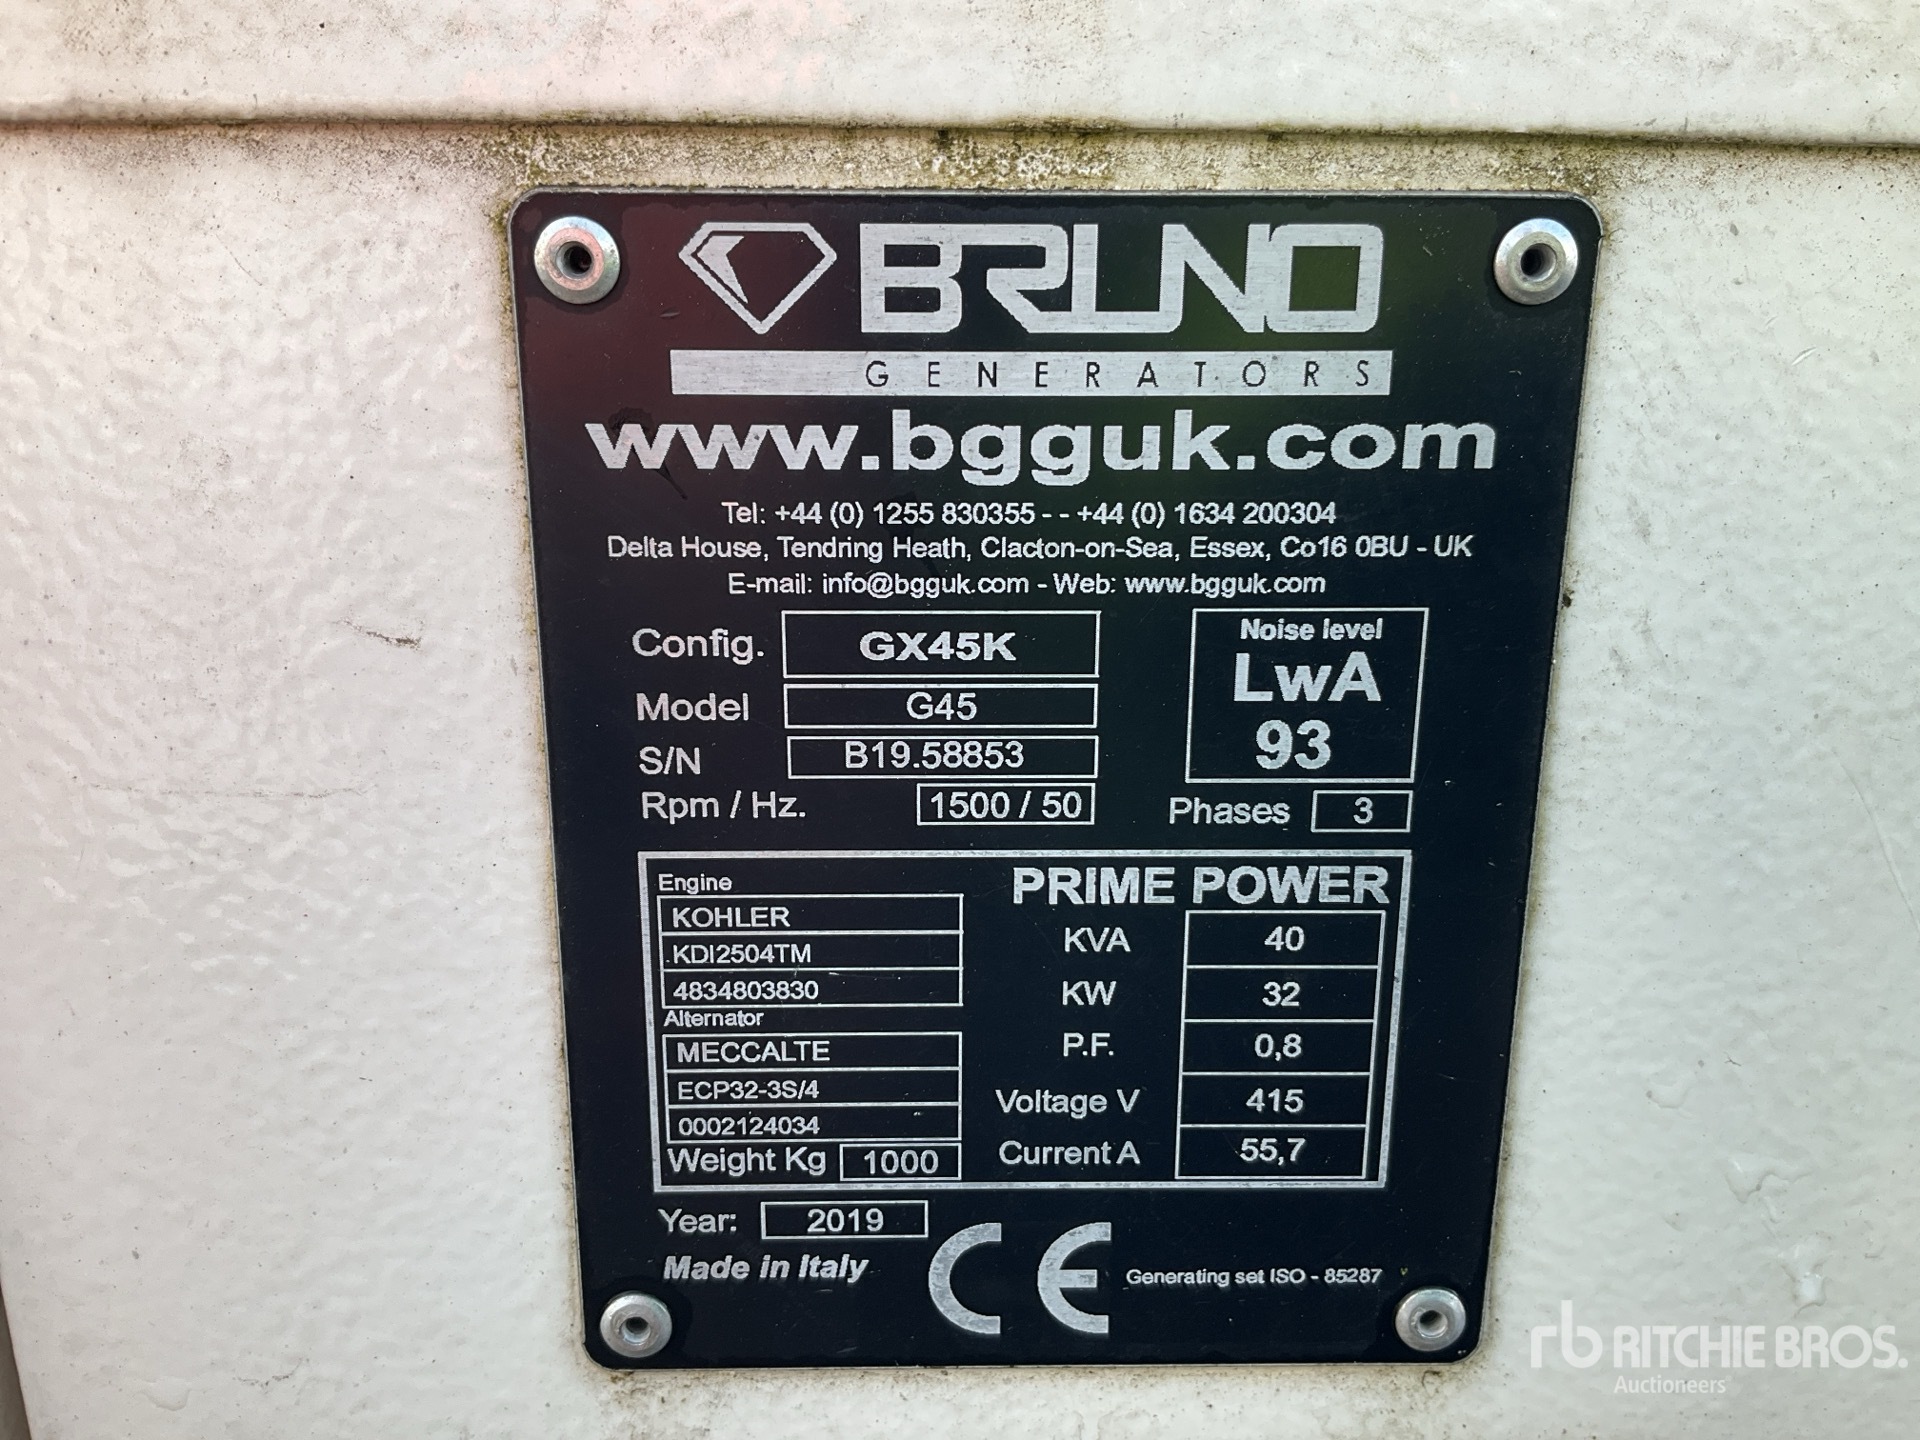 BRUNO
GENERATORS
www.bgguk.com
Tel: +44 (0) 1255 830355 - - +44 (0) 1634 200304
Delta House, Tendring Heath, Clacton-on-Sea, Essex, Co16 0BU - UK
E-mail: info@bgguk.com - Web: www.bgguk.com
Config. GX45K
Model G45
S/N B19.58853
Rpm / Hz. 1500 / 50
Noise level
LwA
93
Phases 3
Engine
KOHLER
KDI2504TM
4834803830
Alternator
MECCALTE
ECP32-3S/4
0002124034
Weight Kg 1000
PRIME POWER
KVA 40
KW 32
P.F. 0,8
Voltage V 415
Current A 55,7
Year: 2019
Made in Italy
CE
Generating set ISO - 85287
rb RITCHIE BROS.
Auctioneers